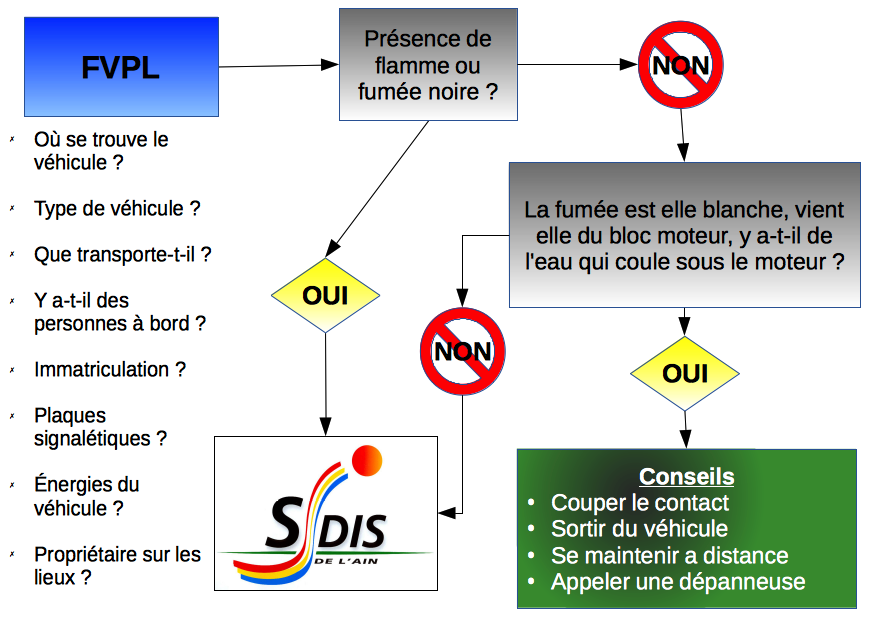 FVPL
Présence de
flamme ou
fumée noire ?
NON
Où se trouve le
véhicule ?
Type de véhicule ?
Que transporte-t-il ?
Y a-t-il des
personnes à bord ?
Immatriculation ?
Plaques
signalétiques ?
Énergies du
véhicule ?
Propriétaire sur les
lieux ?
La fumée est elle blanche, vient
elle du bloc moteur, y a-t-il de
l'eau qui coule sous le moteur ?
OUI
NON
OUI
SDIS
DE L'AIN
Conseils
• Couper le contact
• Sortir du véhicule
• Se maintenir a distance
• Appeler une dépanneuse